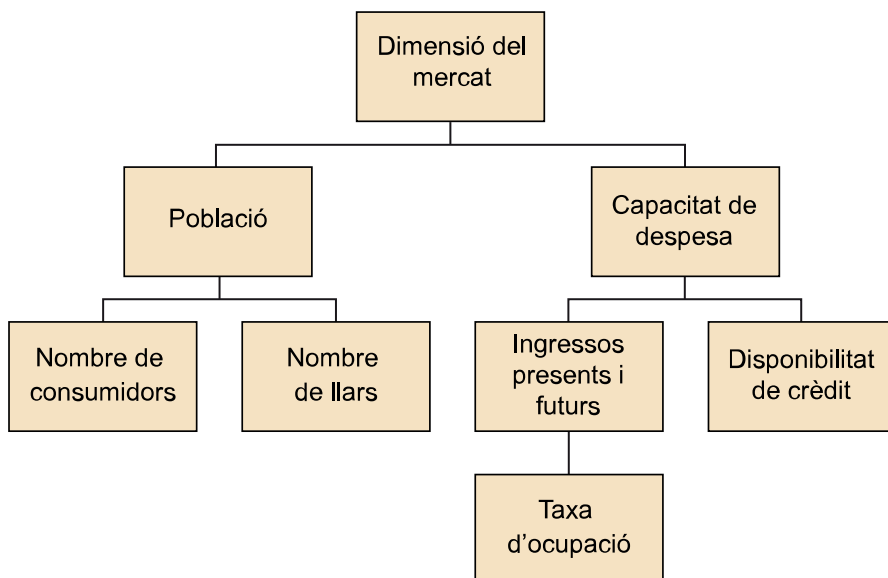 Dimensió del
mercat
Població
Capacitat de
despesa
Nombre de
consumidors
Nombre
de llars
Ingressos
presents i
futurs
Disponibilitat
de crèdit
Taxa
d’ocupació